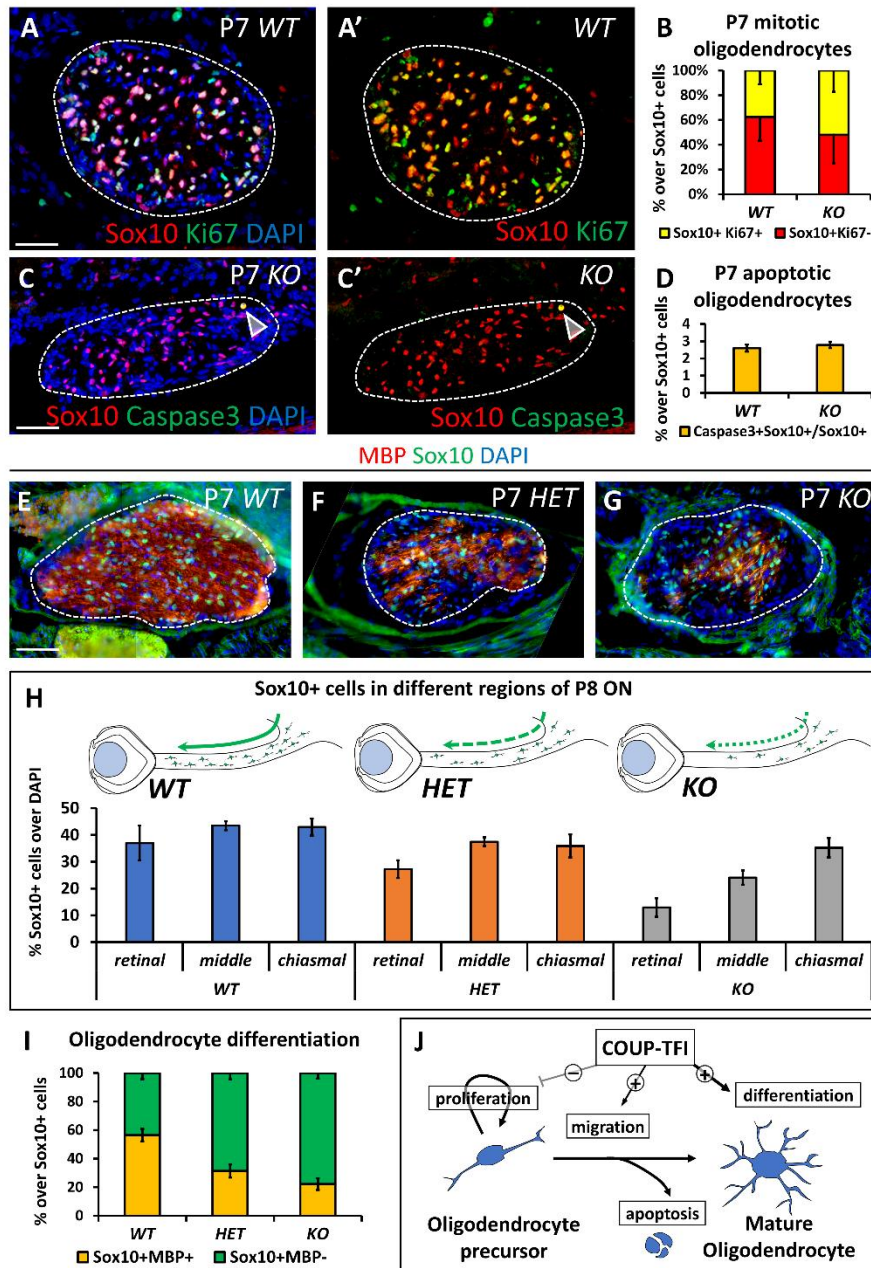 A
P7 WT
Sox10 Ki67 DAPI
A'
WT
Sox10 Ki67
B
P7 mitotic
oligodendrocytes
% over Sox10+ cells
100%
80%
60%
40%
20%
0%
WT
KO
Sox10+ Ki67+
Sox10+Ki67-
C
P7 KO
Sox10 Caspase3 DAPI
C'
KO
Sox10 Caspase3
D
P7 apoptotic
oligodendrocytes
% over Sox10+ cells
4
3
2
1
0
WT
KO
Caspase3+Sox10+/Sox10+
MBP Sox10 DAPI
E
P7 WT
F
P7 HET
G
P7 KO
H
Sox10+ cells in different regions of P8 ON
WT
HET
KO
% Sox10+ cells over DAPI
50
40
30
20
10
0
retinal
middle
chiasmal
retinal
middle
chiasmal
retinal
middle
chiasmal
WT
HET
KO
I
Oligodendrocyte differentiation
% over Sox10+ cells
100
80
60
40
20
0
WT
HET
KO
Sox10+MBP+
Sox10+MBP-
J
COUP-TFI
−
+
+
proliferation
migration
differentiation
apoptosis
Oligodendrocyte
precursor
Mature
Oligodendrocyte